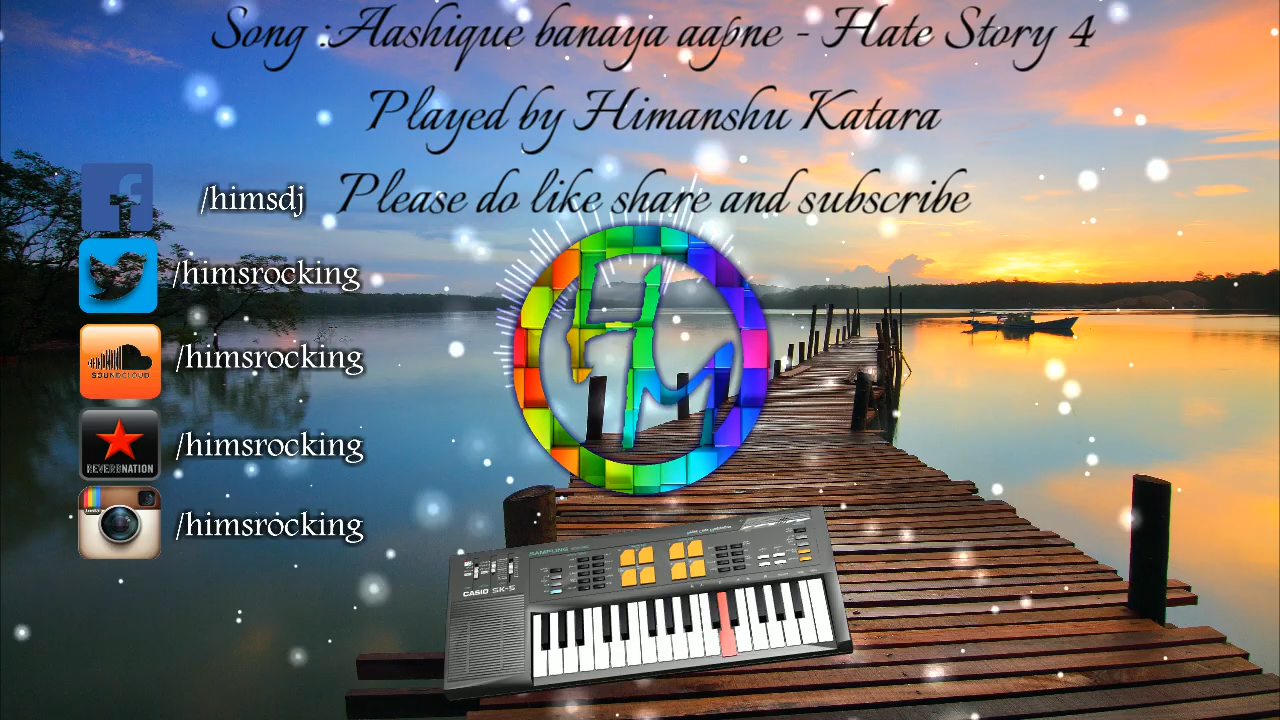 Song :Aashique banaya aapne - Hate Story 4
Played by Himanshu Katara
Please do like share and subscribe
/himsdj
/himsrocking
SOUNDCLOUD
/himsrocking
REVERBNATION
/himsrocking
/himsrocking
HM
SAMPLING
CASIO SK-5